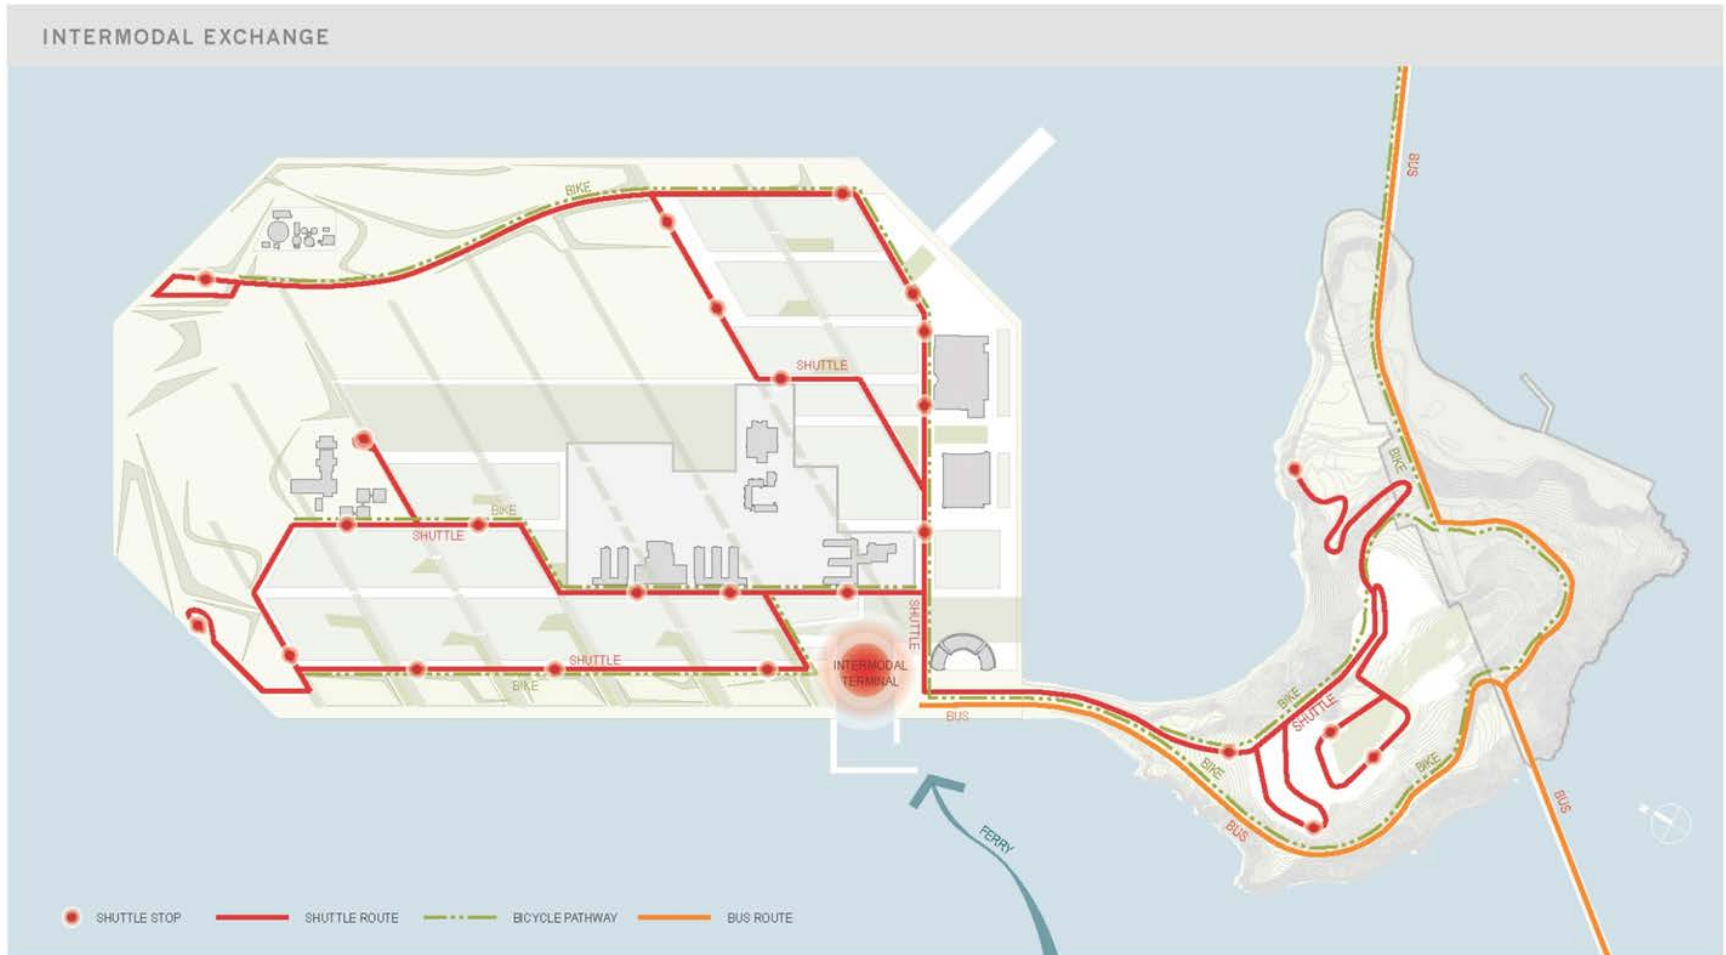 INTERMODAL EXCHANGE
BUS
BIKE
SHUTTLE
BIKE
BIKE
SHUTTLE
SHUTTLE
INTERMODAL
TERMINAL
SHUTTLE
BIKE
BIKE
SHUTTLE
BUS
BIKE
BIKE
BUS
BUS
FERRY
SHUTTLE STOP
SHUTTLE ROUTE
BICYCLE PATHWAY
BUS ROUTE